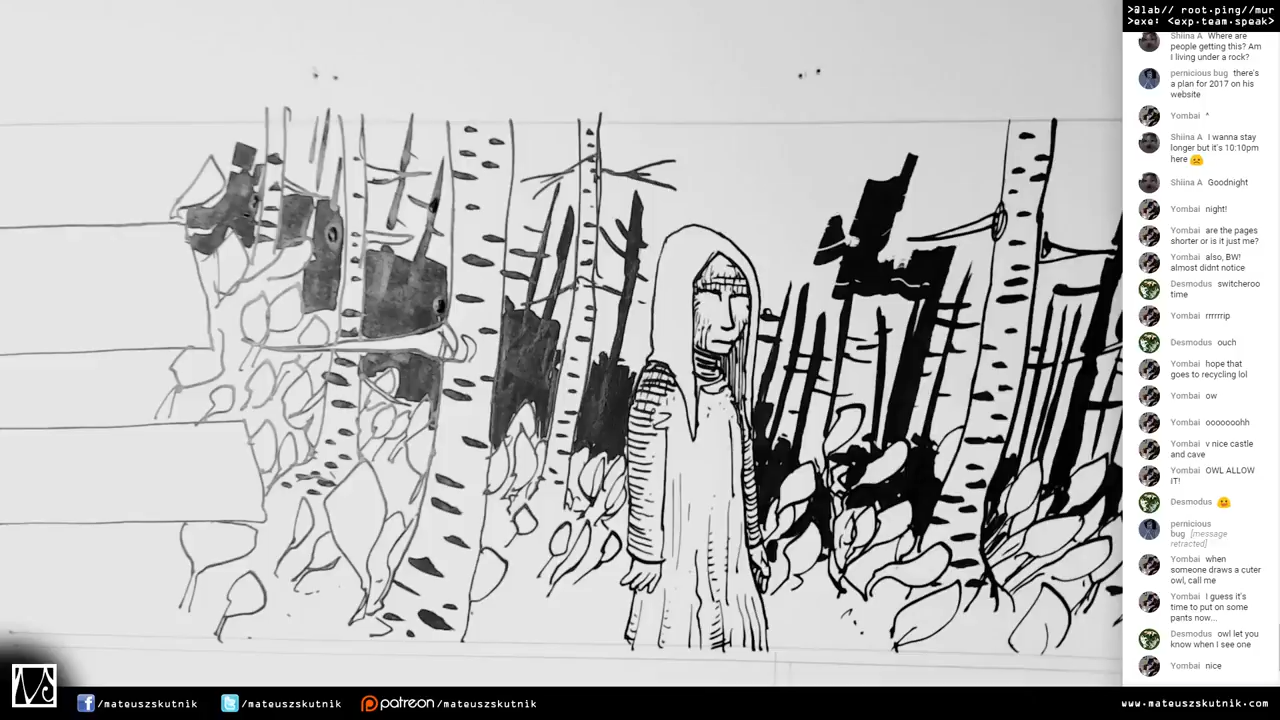 >@lab// root.ping//mur
>exe: <exp.team.speak>
Shiina A Where are
people getting this? Am
I living under a rock?
pernicious bug there's
a plan for 2017 on his
website
Yombai *
Shiina A I wanna stay
longer but it's 10:10pm
here
Shiina A Goodnight
Yombai night!
Yombai are the pages
shorter or is it just me?
Yombai also, BW!
almost didnt notice
Desmodus switcheroo
time
Yombai rrrrrrip
Desmodus ouch
Yombai hope that
goes to recycling lol
Yombai ow
Yombai oooooohh
Yombai v nice castle
and cave
Yombai OWL ALLOW
IT!
Desmodus
pernicious
bug [message
retracted]
Yombai when
someone draws a cuter
owl, call me
Yombai I guess it's
time to put on some
pants now...
Desmodus owl let you
know when I see one
Yombai nice
/mateuszskutnik
/mateuszskutnik
patreon/mateuszskutnik
www.mateuszskutnik.com